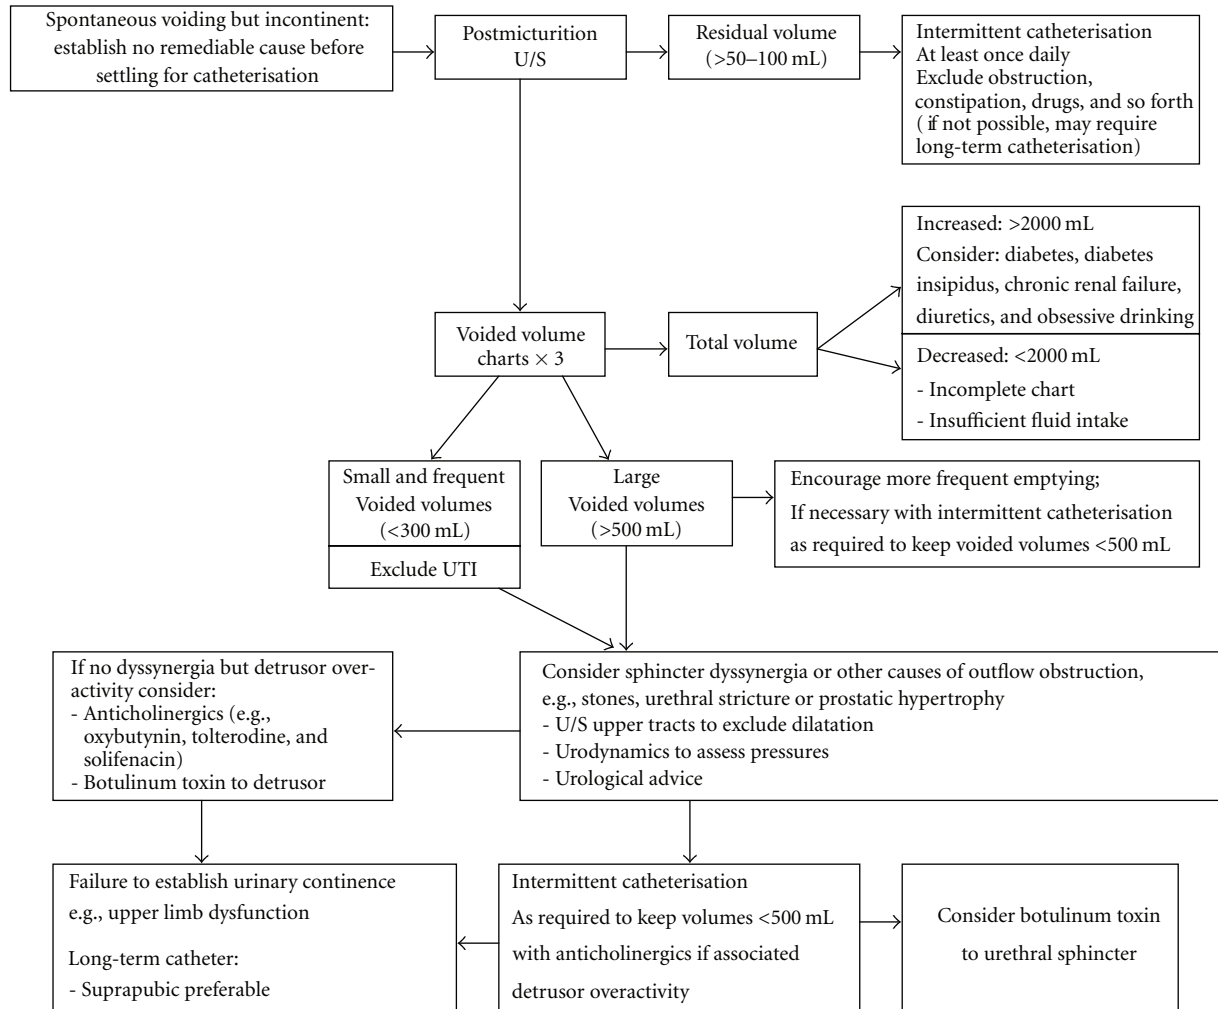 Spontaneous voiding but incontinent:
establish no remediable cause before
settling for catheterisation
Postmicturition
U/S
Residual volume
(>50–100 mL)
Intermittent catheterisation
At least once daily
Exclude obstruction,
constipation, drugs, and so forth
( if not possible, may require
long-term catheterisation)
Increased: >2000 mL
Consider: diabetes, diabetes
insipidus, chronic renal failure,
diuretics, and obsessive drinking
Voided volume
charts × 3
Total volume
Decreased: <2000 mL
- Incomplete chart
- Insufficient fluid intake
Small and frequent
Voided volumes
(<300 mL)
Exclude UTI
Large
Voided volumes
(>500 mL)
Encourage more frequent emptying;
If necessary with intermittent catheterisation
as required to keep voided volumes <500 mL
If no dyssynergia but detrusor over-
activity consider:
- Anticholinergics (e.g.,
oxybutynin, tolterodine, and
solifenacin)
- Botulinum toxin to detrusor
Consider sphincter dyssynergia or other causes of outflow obstruction,
e.g., stones, urethral stricture or prostatic hypertrophy
- U/S upper tracts to exclude dilatation
- Urodynamics to assess pressures
- Urological advice
Failure to establish urinary continence
e.g., upper limb dysfunction
Long-term catheter:
- Suprapubic preferable
Intermittent catheterisation
As required to keep volumes <500 mL
with anticholinergics if associated
detrusor overactivity
Consider botulinum toxin
to urethral sphincter